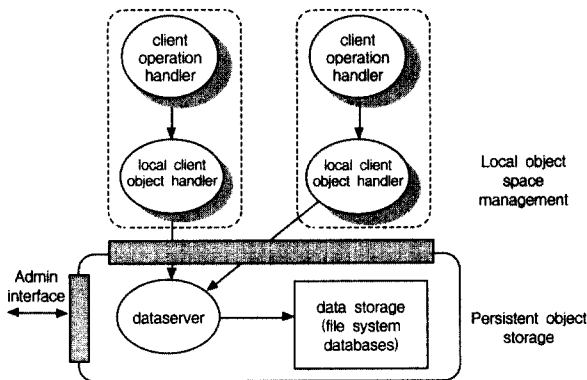 client
operation
handler
client
operation
handler
local client
object handler
local client
object handler
Local object
space
management
Admin
interface
dataserver
data storage
(file system
databases)
Persistent object
storage